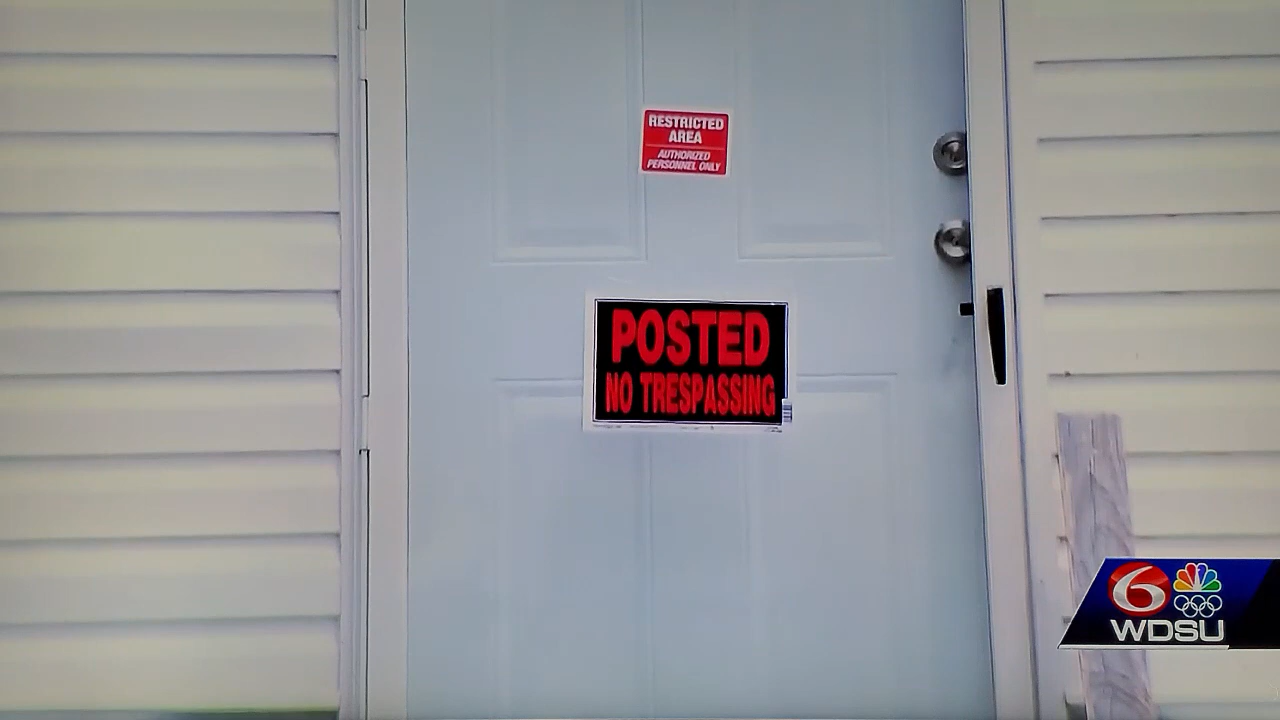 RESTRICTED
AREA
AUTHORIZED
PERSONNEL ONLY
POSTED
NO TRESPASSING
6
WDSU